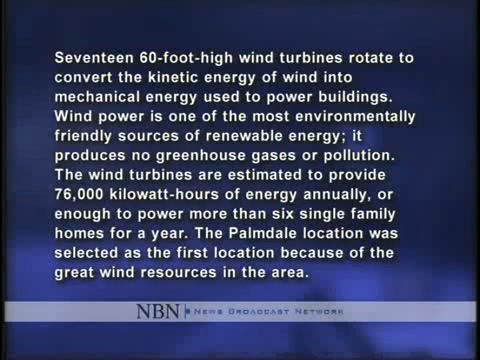 Seventeen 60-foot-high wind turbines rotate to
convert the kinetic energy of wind into
mechanical energy used to power buildings.
Wind power is one of the most environmentally
friendly sources of renewable energy; it
produces no greenhouse gases or pollution.
The wind turbines are estimated to provide
76,000 kilowatt-hours of energy annually, or
enough to power more than six single family
homes for a year. The Palmdale location was
selected as the first location because of the
great wind resources in the area.
NBN News Broadcast Network